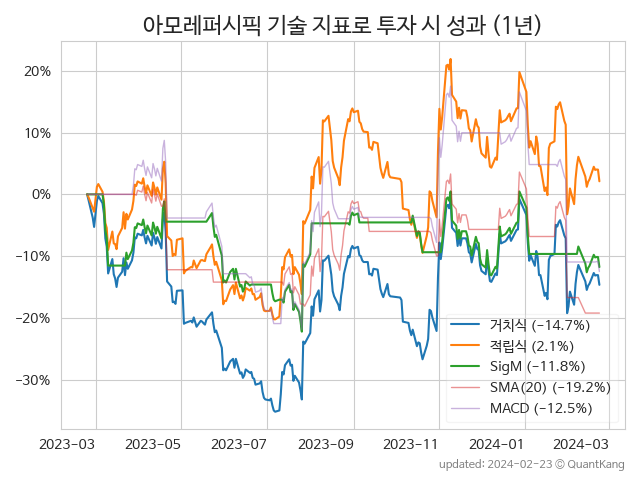 아모레퍼시픽 기술 지표로 투자 시 성과 (1년)
20%
10%
0%
−10%
−20%
−30%
거치식 (−14.7%)
적립식 (2.1%)
SigM (−11.8%)
SMA(20) (−19.2%)
MACD (−12.5%)
2023-03 2023-05 2023-07 2023-09 2023-11 2024-01 2024-03
updated: 2024-02-23 ⓒ QuantKang